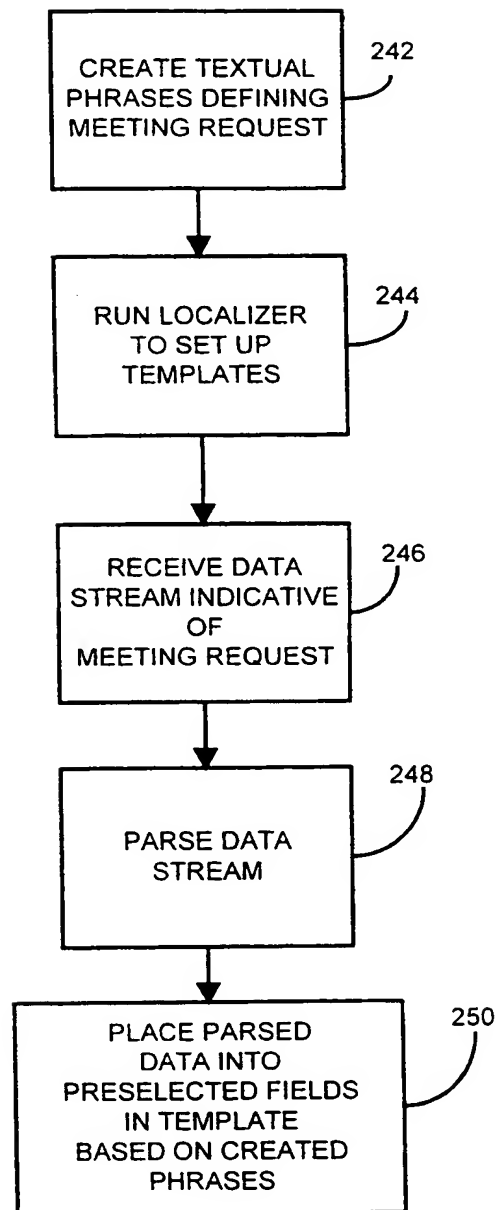 CREATE TEXTUAL
PHRASES DEFINING
MEETING REQUEST
242
RUN LOCALIZER
TO SET UP
TEMPLATES
244
RECEIVE DATA
STREAM INDICATIVE
OF
MEETING REQUEST
246
PARSE DATA
STREAM
248
PLACE PARSED
DATA INTO
PRESELECTED FIELDS
IN TEMPLATE
BASED ON CREATED
PHRASES
250